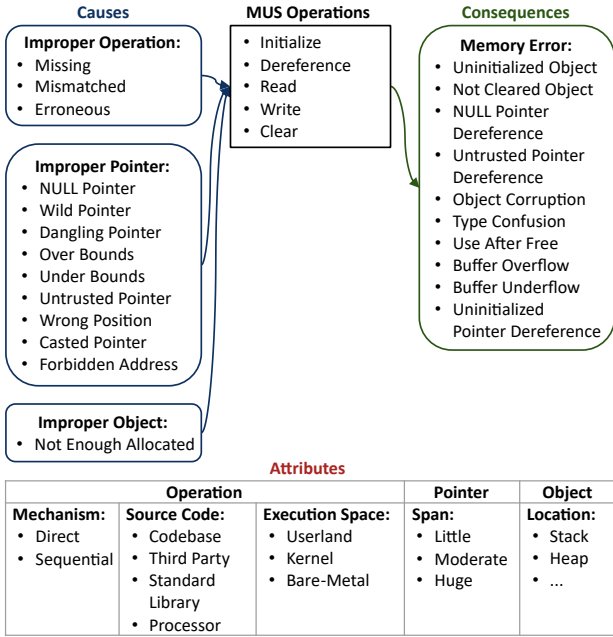 Causes
Improper Operation:
• Missing
• Mismatched
• Erroneous
Improper Pointer:
• NULL Pointer
• Wild Pointer
• Dangling Pointer
• Over Bounds
• Under Bounds
• Untrusted Pointer
• Wrong Position
• Casted Pointer
• Forbidden Address
Improper Object:
• Not Enough Allocated
MUS Operations
• Initialize
• Dereference
• Read
• Write
• Clear
Consequences
Memory Error:
• Uninitialized Object
• Not Cleared Object
• NULL Pointer
Dereference
• Untrusted Pointer
Dereference
• Object Corruption
• Type Confusion
• Use After Free
• Buffer Overflow
• Buffer Underflow
• Uninitialized
Pointer Dereference
Attributes
Operation
Pointer
Object
Mechanism:
• Direct
• Sequential
Source Code:
• Codebase
• Third Party
• Standard
Library
• Processor
Execution Space:
• Userland
• Kernel
• Bare-Metal
Span:
• Little
• Moderate
• Huge
Location:
• Stack
• Heap
• ...